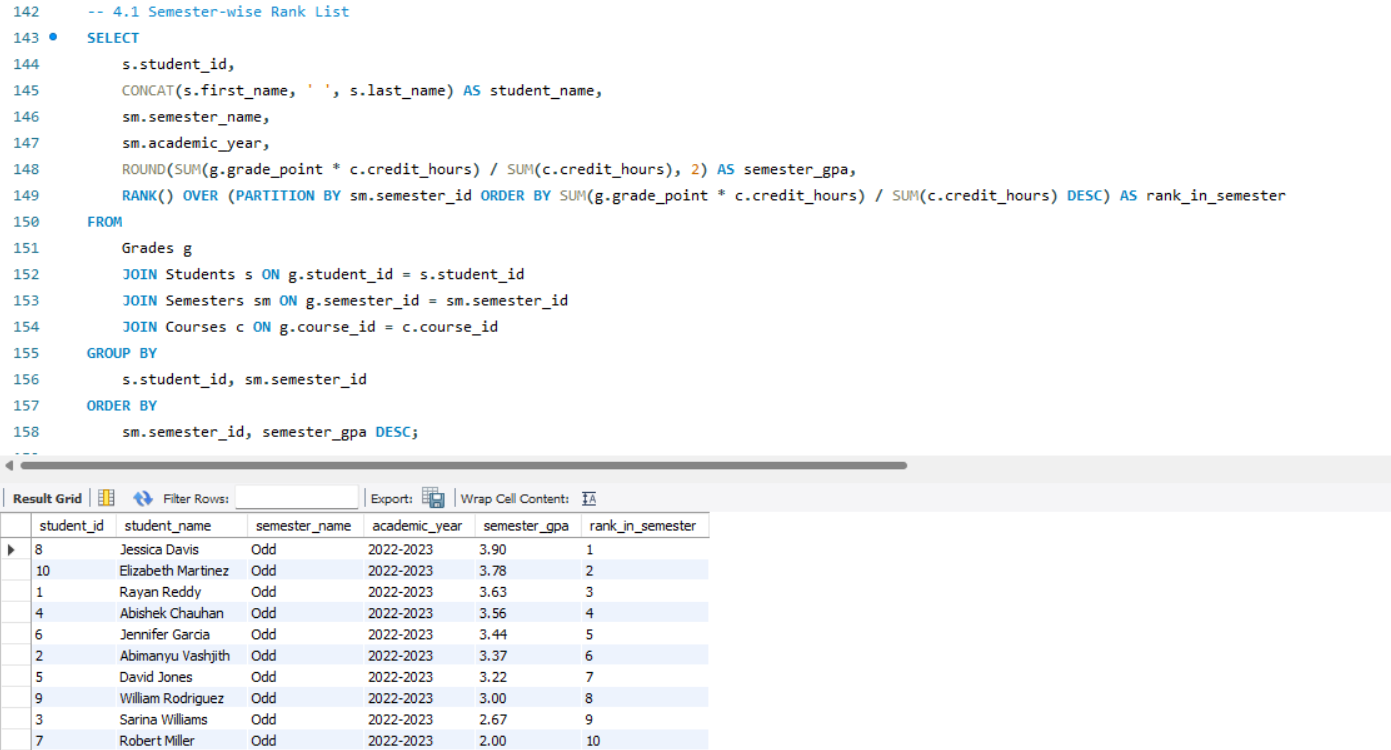 142 -- 4.1 Semester-wise Rank List
143 SELECT
144 s.student_id,
145 CONCAT(s.first_name, ' ', s.last_name) AS student_name,
146 sm.semester_name,
147 sm.academic_year,
148 ROUND(SUM(g.grade_point * c.credit_hours) / SUM(c.credit_hours), 2) AS semester_gpa,
149 RANK() OVER (PARTITION BY sm.semester_id ORDER BY SUM(g.grade_point * c.credit_hours) / SUM(c.credit_hours) DESC) AS rank_in_semester
150 FROM
151 Grades g
152 JOIN Students s ON g.student_id = s.student_id
153 JOIN Semesters sm ON g.semester_id = sm.semester_id
154 JOIN Courses c ON g.course_id = c.course_id
155 GROUP BY
156 s.student_id, sm.semester_id
157 ORDER BY
158 sm.semester_id, semester_gpa DESC;
Result Grid Filter Rows: Export: Wrap Cell Content:
student_id student_name semester_name academic_year semester_gpa rank_in_semester
8 Jessica Davis Odd 2022-2023 3.90 1
10 Elizabeth Martinez Odd 2022-2023 3.78 2
1 Rayan Reddy Odd 2022-2023 3.63 3
4 Abishek Chauhan Odd 2022-2023 3.56 4
6 Jennifer Garcia Odd 2022-2023 3.44 5
2 Abimanyu Vashjith Odd 2022-2023 3.37 6
5 David Jones Odd 2022-2023 3.22 7
9 William Rodriguez Odd 2022-2023 3.00 8
3 Sarina Williams Odd 2022-2023 2.67 9
7 Robert Miller Odd 2022-2023 2.00 10